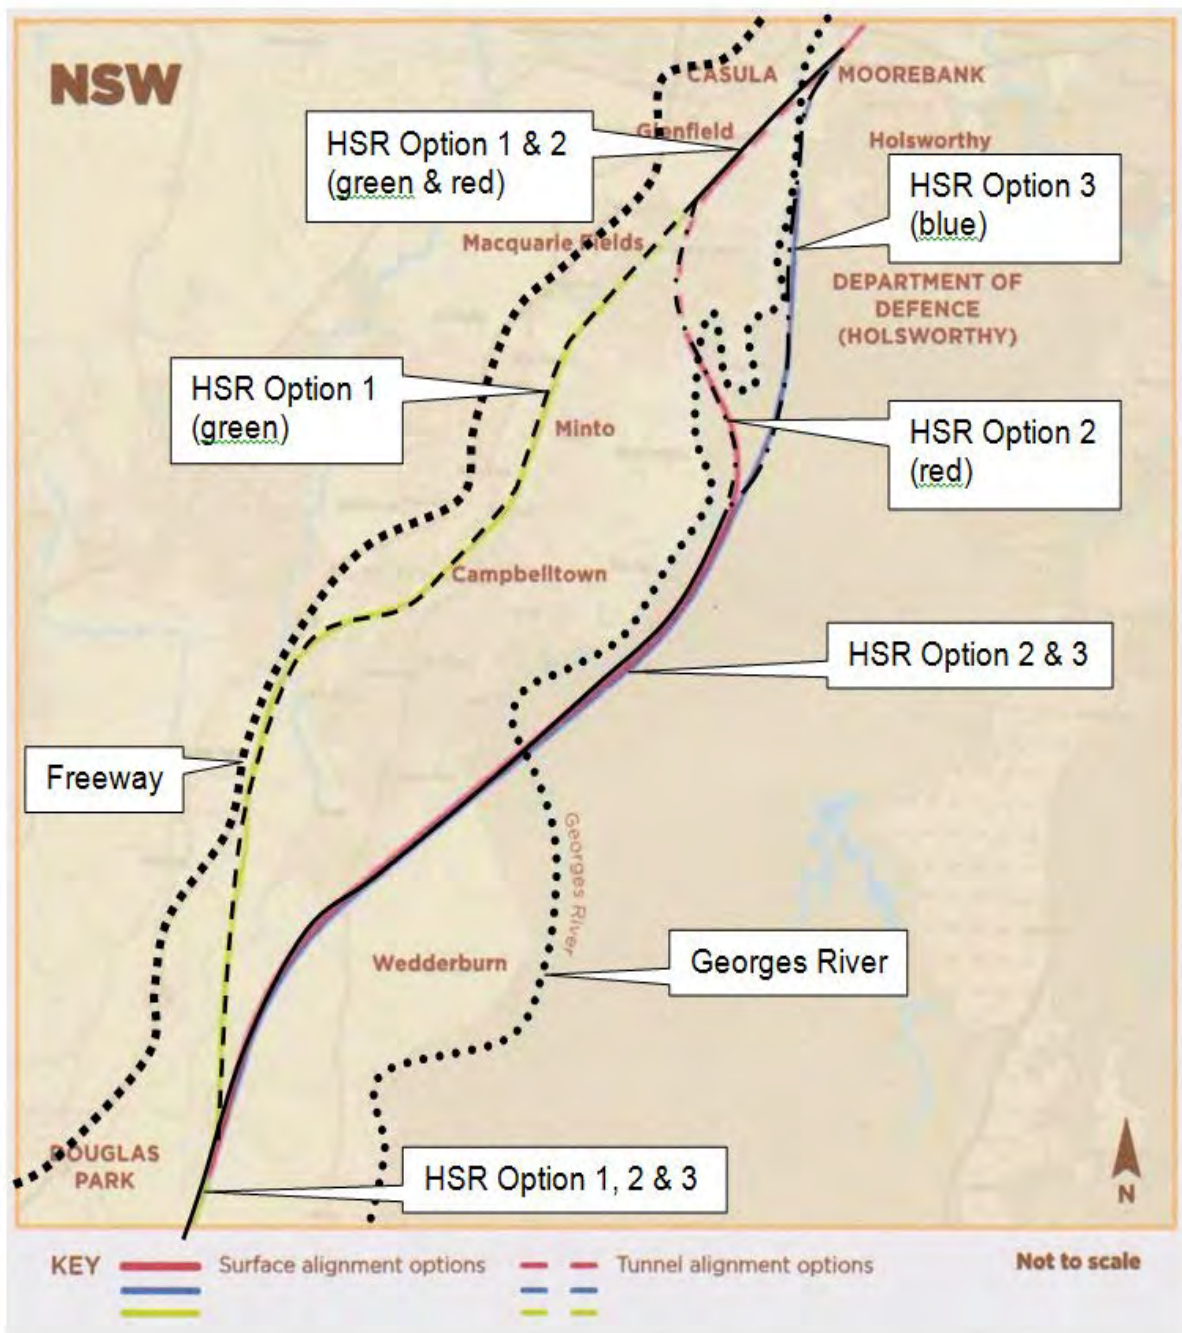 NSW
CASULA
MOOREBANK
HSR Option 1 & 2
(green & red)
Glenfield
Holsworthy
HSR Option 3
(blue)
Macquarie Fields
DEPARTMENT OF
DEFENCE
(HOLSWORTHY)
HSR Option 1
(green)
Minto
HSR Option 2
(red)
Campbelltown
HSR Option 2 & 3
Freeway
Georges River
Wedderburn
Georges River
DOUGLAS
PARK
HSR Option 1, 2 & 3
N
KEY Surface alignment options Tunnel alignment options Not to scale